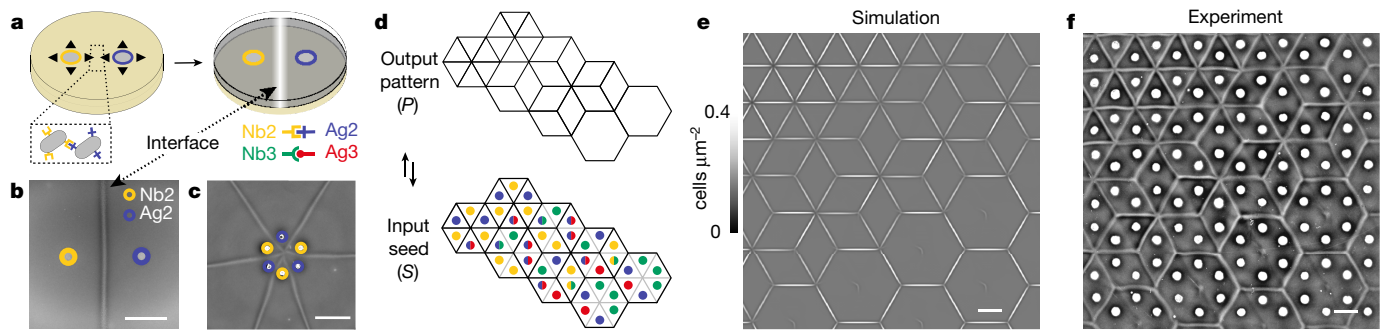 a
Interface
Nb2 Ag2
Nb3 Ag3
b
Nb2
Ag2
c
d
Output
pattern
(P)
Input
seed
(S)
e
Simulation
0.4
cells μm⁻²
0
f
Experiment